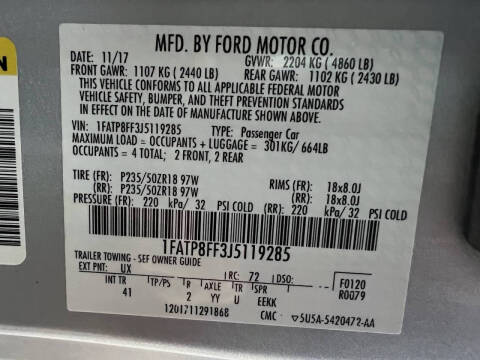 MFD. BY FORD MOTOR CO.
DATE: 11/17 GVWR: 2204 KG ( 4860 LB)
FRONT GAWR: 1107 KG ( 2440 LB) REAR GAWR: 1102 KG ( 2430 LB)
THIS VEHICLE CONFORMS TO ALL APPLICABLE FEDERAL MOTOR
VEHICLE SAFETY, BUMPER, AND THEFT PREVENTION STANDARDS
IN EFFECT ON THE DATE OF MANUFACTURE SHOWN ABOVE.
VIN: 1FATP8FF3J5119285 TYPE: Passenger Car
MAXIMUM LOAD = OCCUPANTS + LUGGAGE = 301KG/ 664LB
OCCUPANTS = 4 TOTAL; 2 FRONT, 2 REAR
TIRE (FR): P235/50ZR18 97W RIMS (FR): 18x8.0J
(RR): P235/50ZR18 97W (RR): 18x8.0J
PRESSURE (FR): 220 kPa/ 32 PSI COLD (RR): 220 kPa/ 32 PSI COLD
1FATP8FF3J5119285
TRAILER TOWING - SEE OWNER GUIDE
EXT PNT: UX RC: 72 DSO: F0120
INT TR TP/PS R AXLE TR SPR R0079
41 2 YY U EEKK
1201711291868 CMC 5U5A-5420472-AA
N